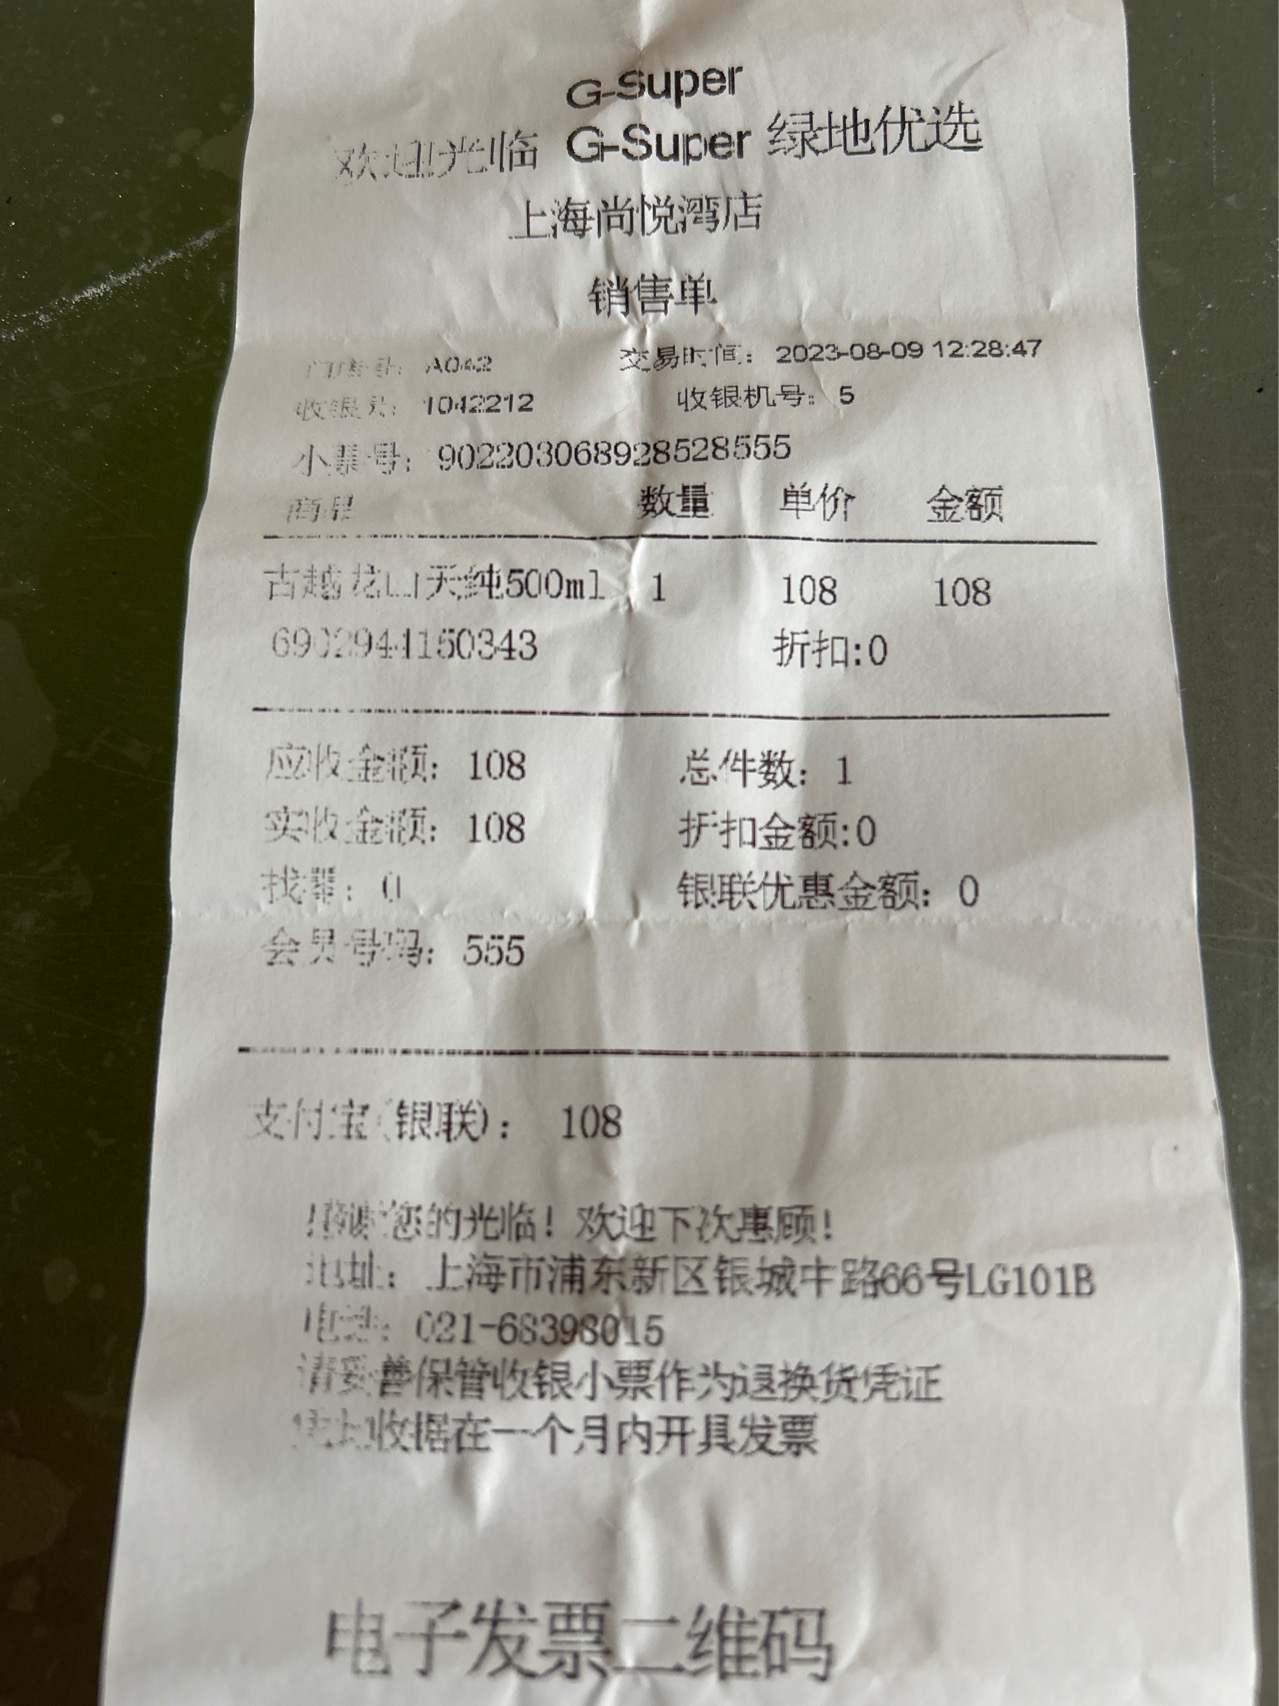 G-Super
欢迎光临 G-Super 绿地优选
上海尚悦湾店
销售单
门店号: A042 交易时间: 2023-08-09 12:28:47
收银员: 1042212 收银机号: 5
小票号: 902203068928528555
商品 数量 单价 金额
古越龙山天纯500ml 1 108 108
6902944150343 折扣:0
应收金额: 108 总件数: 1
实收金额: 108 折扣金额:0
找零: 0 银联优惠金额: 0
会员号码: 555
支付宝(银联): 108
感谢您的光临! 欢迎下次惠顾!
地址: 上海市浦东新区银城中路66号LG101B
电话: 021-68398015
请妥善保管收银小票作为退换货凭证
凭此收据在一个月内开具发票
电子发票二维码